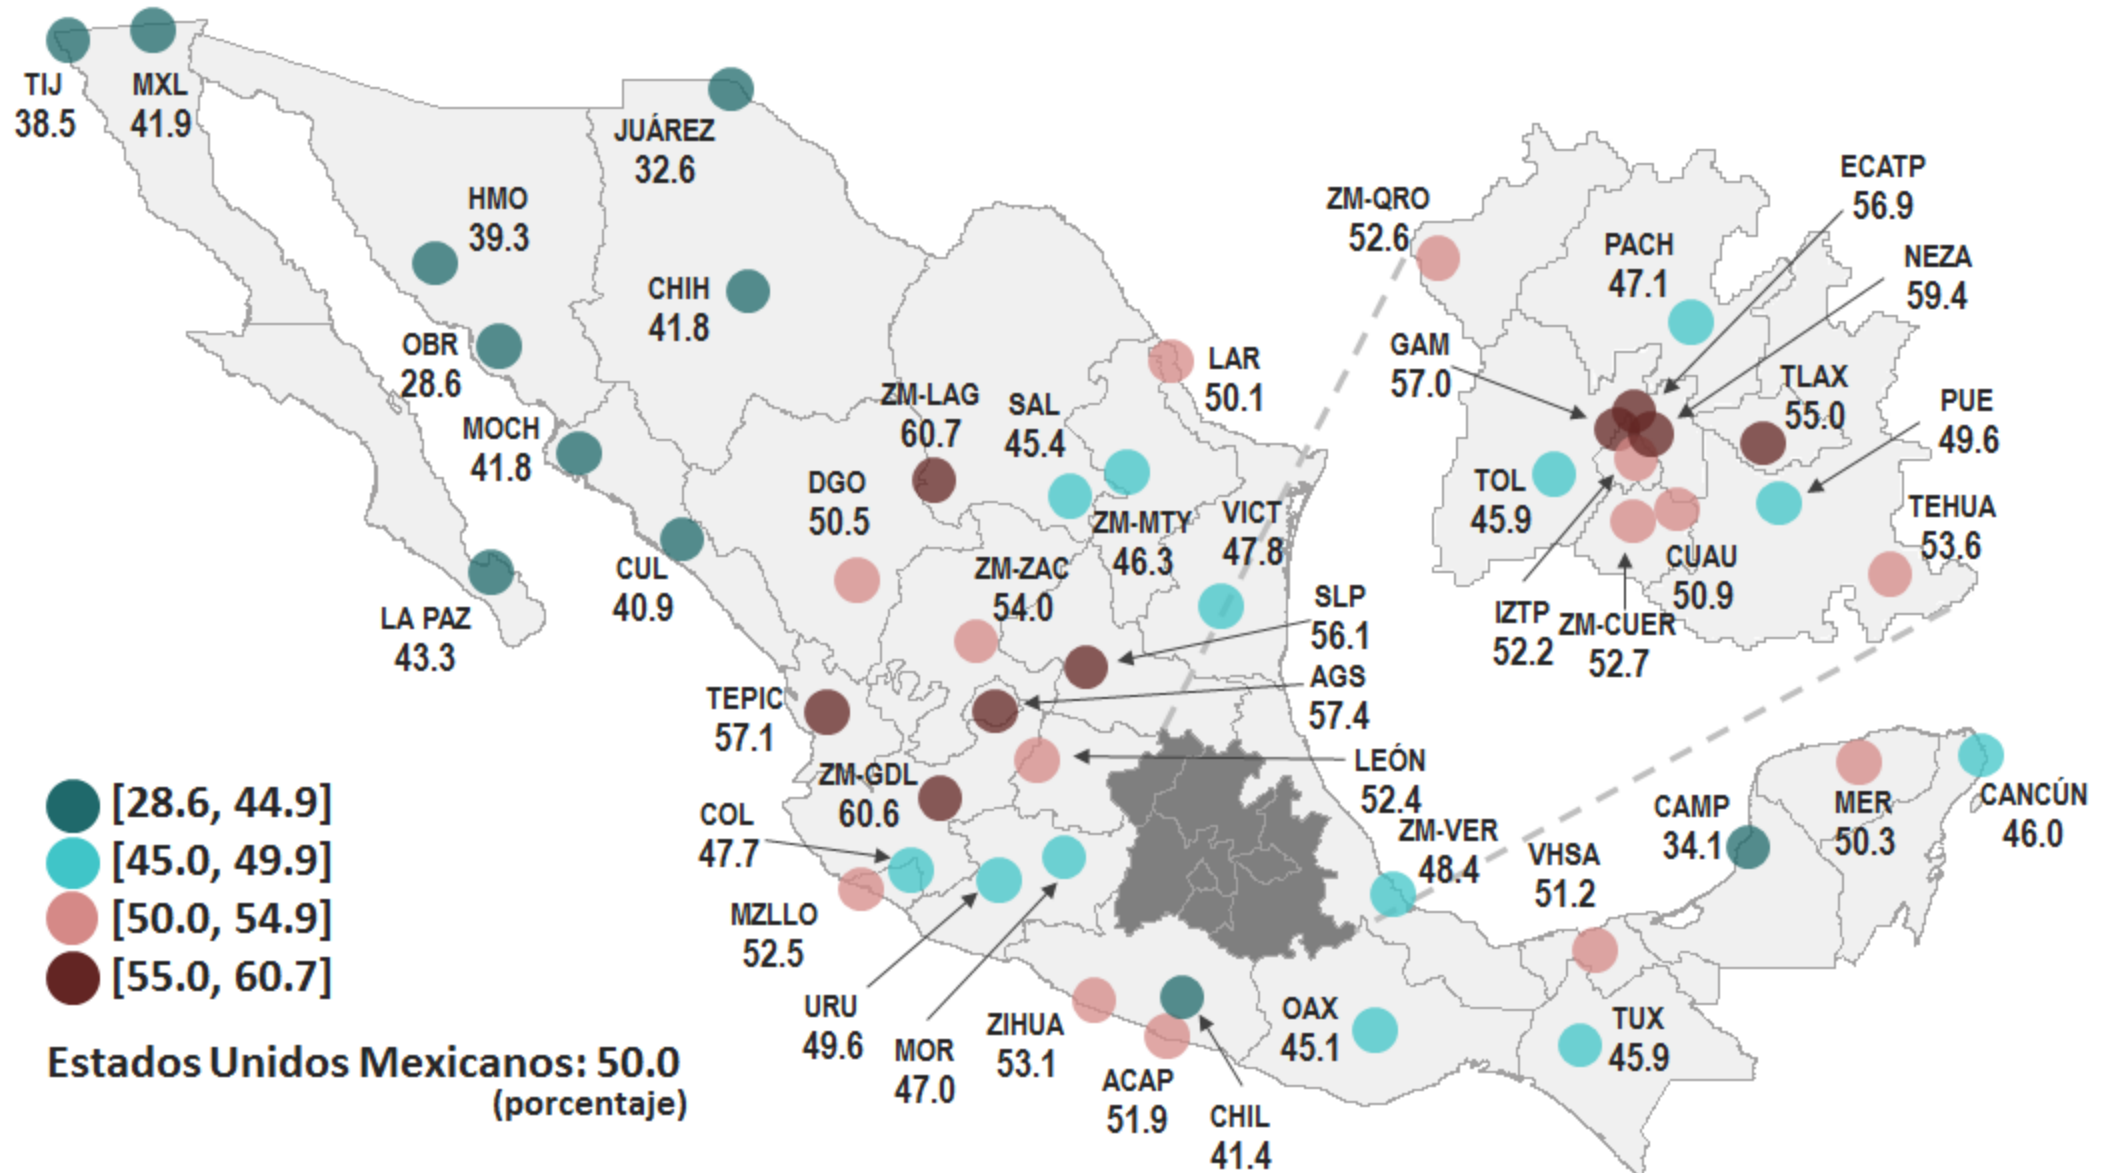 TIJ
38.5
MXL
41.9
JUÁREZ
32.6
HMO
39.3
CHIH
41.8
OBR
28.6
MOCH
41.8
LA PAZ
43.3
CUL
40.9
DGO
50.5
ZM-LAG
60.7
SAL
45.4
LAR
50.1
ZM-MTY
46.3
VICT
47.8
ZM-ZAC
54.0
SLP
56.1
AGS
57.4
TEPIC
57.1
LEÓN
52.4
ZM-GDL
60.6
COL
47.7
MZLLO
52.5
URU
49.6
MOR
47.0
ZIHUA
53.1
ACAP
51.9
CHIL
41.4
OAX
45.1
ZM-VER
48.4
VHSA
51.2
TUX
45.9
CAMP
34.1
MER
50.3
CANCÚN
46.0
ZM-QRO
52.6
PACH
47.1
ECATP
56.9
NEZA
59.4
GAM
57.0
TLAX
55.0
PUE
49.6
TOL
45.9
TEHUA
53.6
CUAU
50.9
IZTP
52.2
ZM-CUER
52.7
[28.6, 44.9]
[45.0, 49.9]
[50.0, 54.9]
[55.0, 60.7]
Estados Unidos Mexicanos: 50.0
(porcentaje)